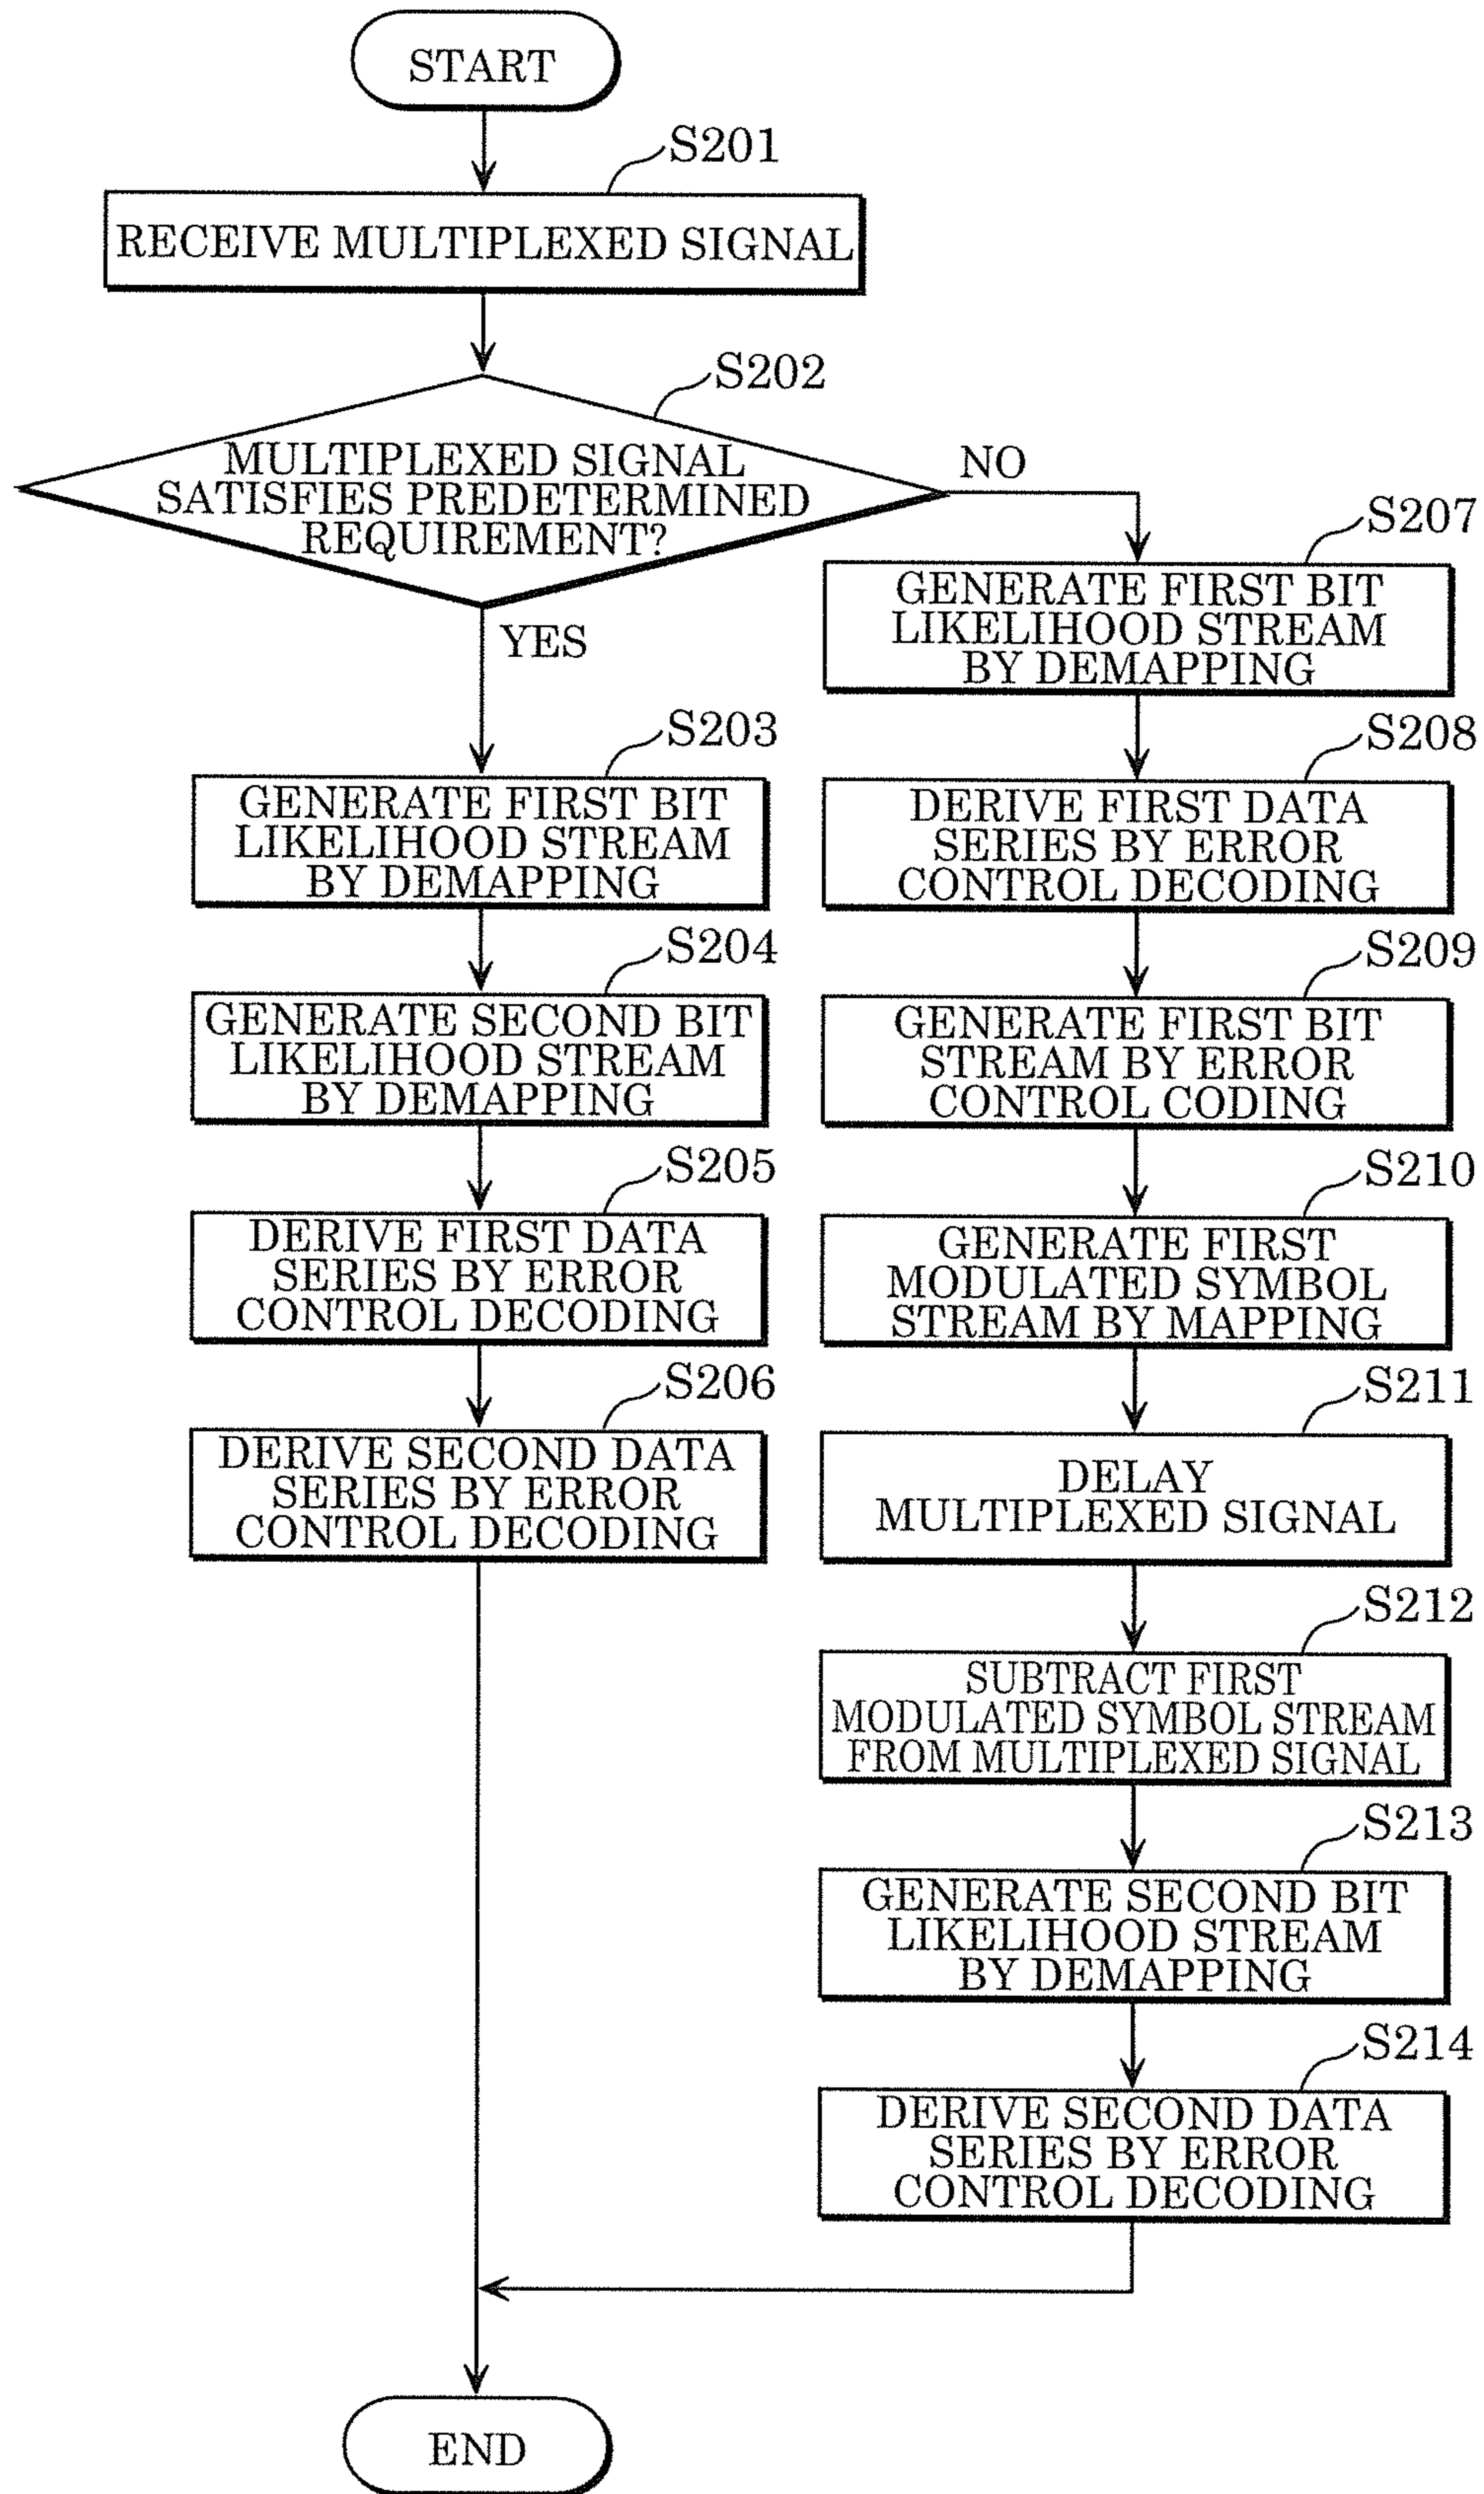 START
S201
RECEIVE MULTIPLEXED SIGNAL
S202
MULTIPLEXED SIGNAL
SATISFIES PREDETERMINED
REQUIREMENT?
NO
YES
S203
GENERATE FIRST BIT
LIKELIHOOD STREAM
BY DEMAPPING
S204
GENERATE SECOND BIT
LIKELIHOOD STREAM
BY DEMAPPING
S205
DERIVE FIRST DATA
SERIES BY ERROR
CONTROL DECODING
S206
DERIVE SECOND DATA
SERIES BY ERROR
CONTROL DECODING
S207
GENERATE FIRST BIT
LIKELIHOOD STREAM
BY DEMAPPING
S208
DERIVE FIRST DATA
SERIES BY ERROR
CONTROL DECODING
S209
GENERATE FIRST BIT
STREAM BY ERROR
CONTROL CODING
S210
GENERATE FIRST
MODULATED SYMBOL
STREAM BY MAPPING
S211
DELAY
MULTIPLEXED SIGNAL
S212
SUBTRACT FIRST
MODULATED SYMBOL STREAM
FROM MULTIPLEXED SIGNAL
S213
GENERATE SECOND BIT
LIKELIHOOD STREAM
BY DEMAPPING
S214
DERIVE SECOND DATA
SERIES BY ERROR
CONTROL DECODING
END